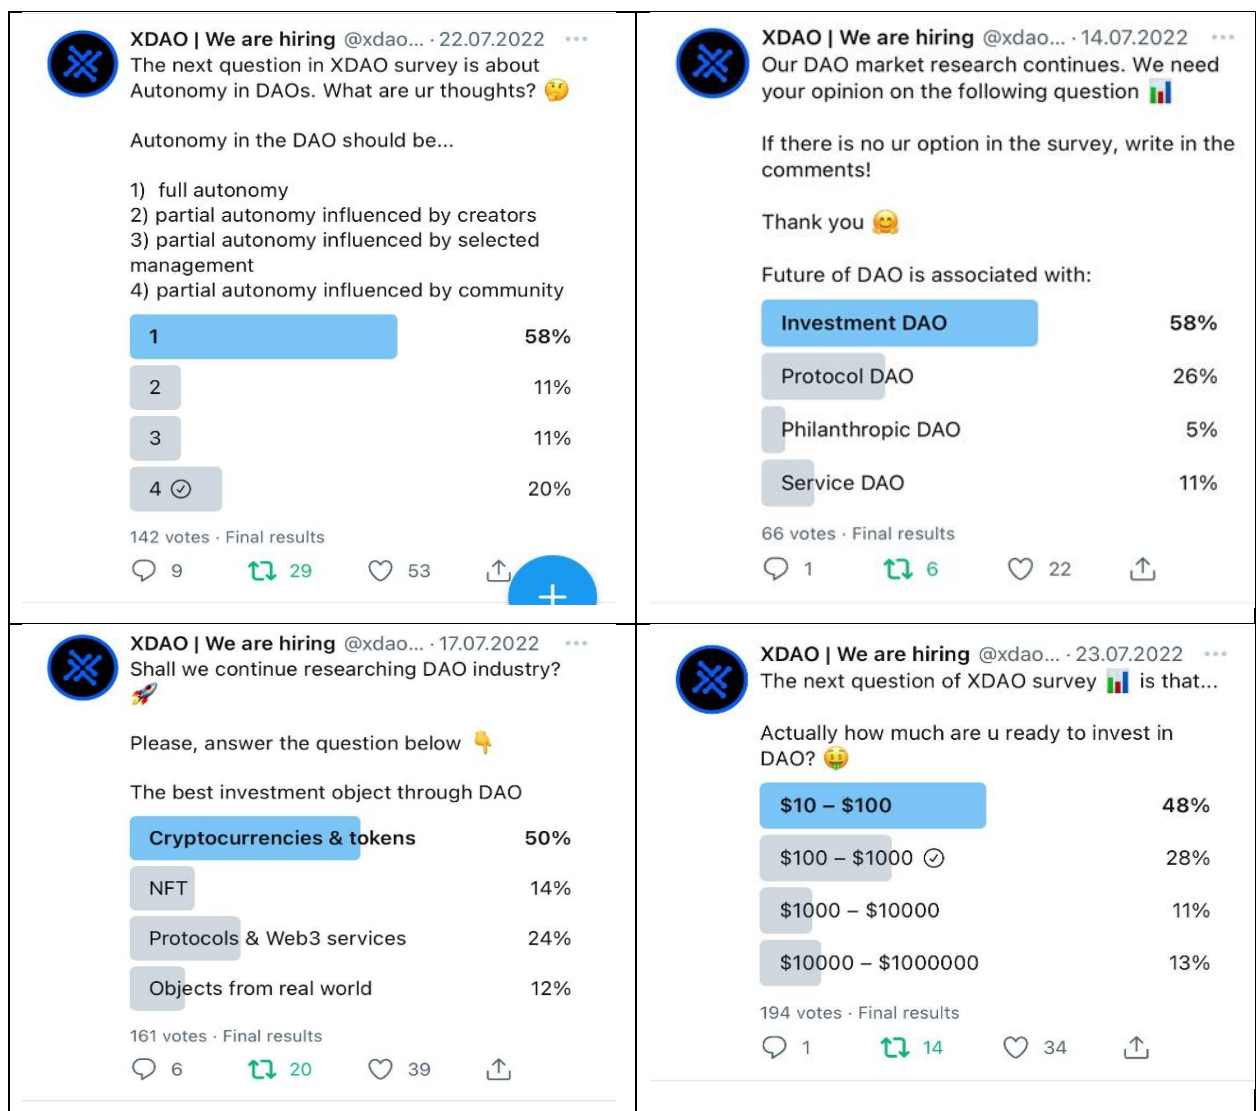 XDAO | We are hiring @xdao... · 22.07.2022
The next question in XDAO survey is about
Autonomy in DAOs. What are ur thoughts? 🤔
Autonomy in the DAO should be...
1) full autonomy
2) partial autonomy influenced by creators
3) partial autonomy influenced by selected
management
4) partial autonomy influenced by community
1 58%
2 11%
3 11%
4 20%
142 votes · Final results
9 29 53
XDAO | We are hiring @xdao... · 14.07.2022
Our DAO market research continues. We need
your opinion on the following question 📊
If there is no ur option in the survey, write in the
comments!
Thank you 🤗
Future of DAO is associated with:
Investment DAO 58%
Protocol DAO 26%
Philanthropic DAO 5%
Service DAO 11%
66 votes · Final results
1 6 22
XDAO | We are hiring @xdao... · 17.07.2022
Shall we continue researching DAO industry?
🚀
Please, answer the question below 👇
The best investment object through DAO
Cryptocurrencies & tokens 50%
NFT 14%
Protocols & Web3 services 24%
Objects from real world 12%
161 votes · Final results
6 20 39
XDAO | We are hiring @xdao... · 23.07.2022
The next question of XDAO survey 📊 is that...
Actually how much are u ready to invest in
DAO? 🤑
$10 – $100 48%
$100 – $1000 28%
$1000 – $10000 11%
$10000 – $1000000 13%
194 votes · Final results
1 14 34